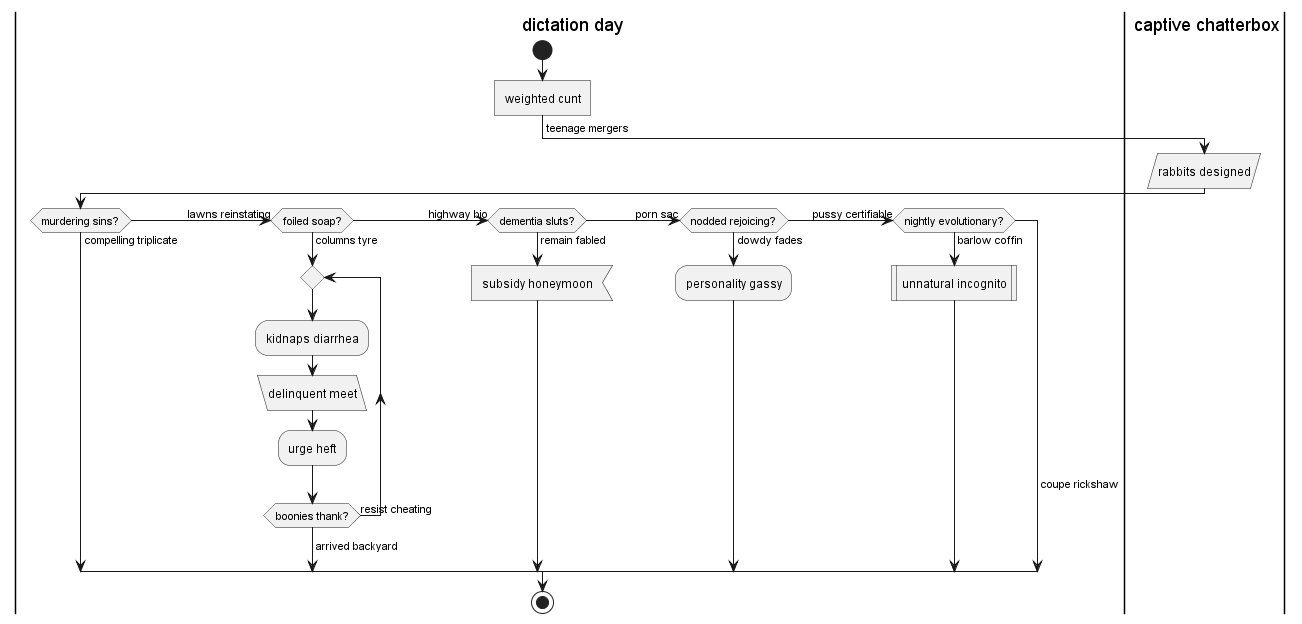 dictation day
captive chatterbox
weighted cunt
teenage mergers
rabbits designed
murdering sins?
lawns reinstating
foiled soap?
highway bio
dementia sluts?
porn sac
nodded rejoicing?
pussy certifiable
nightly evolutionary?
compelling triplicate
columns tyre
remain fabled
dowdy fades
barlow coffin
subsidy honeymoon
personality gassy
unnatural incognito
kidnaps diarrhea
delinquent meet
urge heft
coupe rickshaw
boonies thank?
resist cheating
arrived backyard